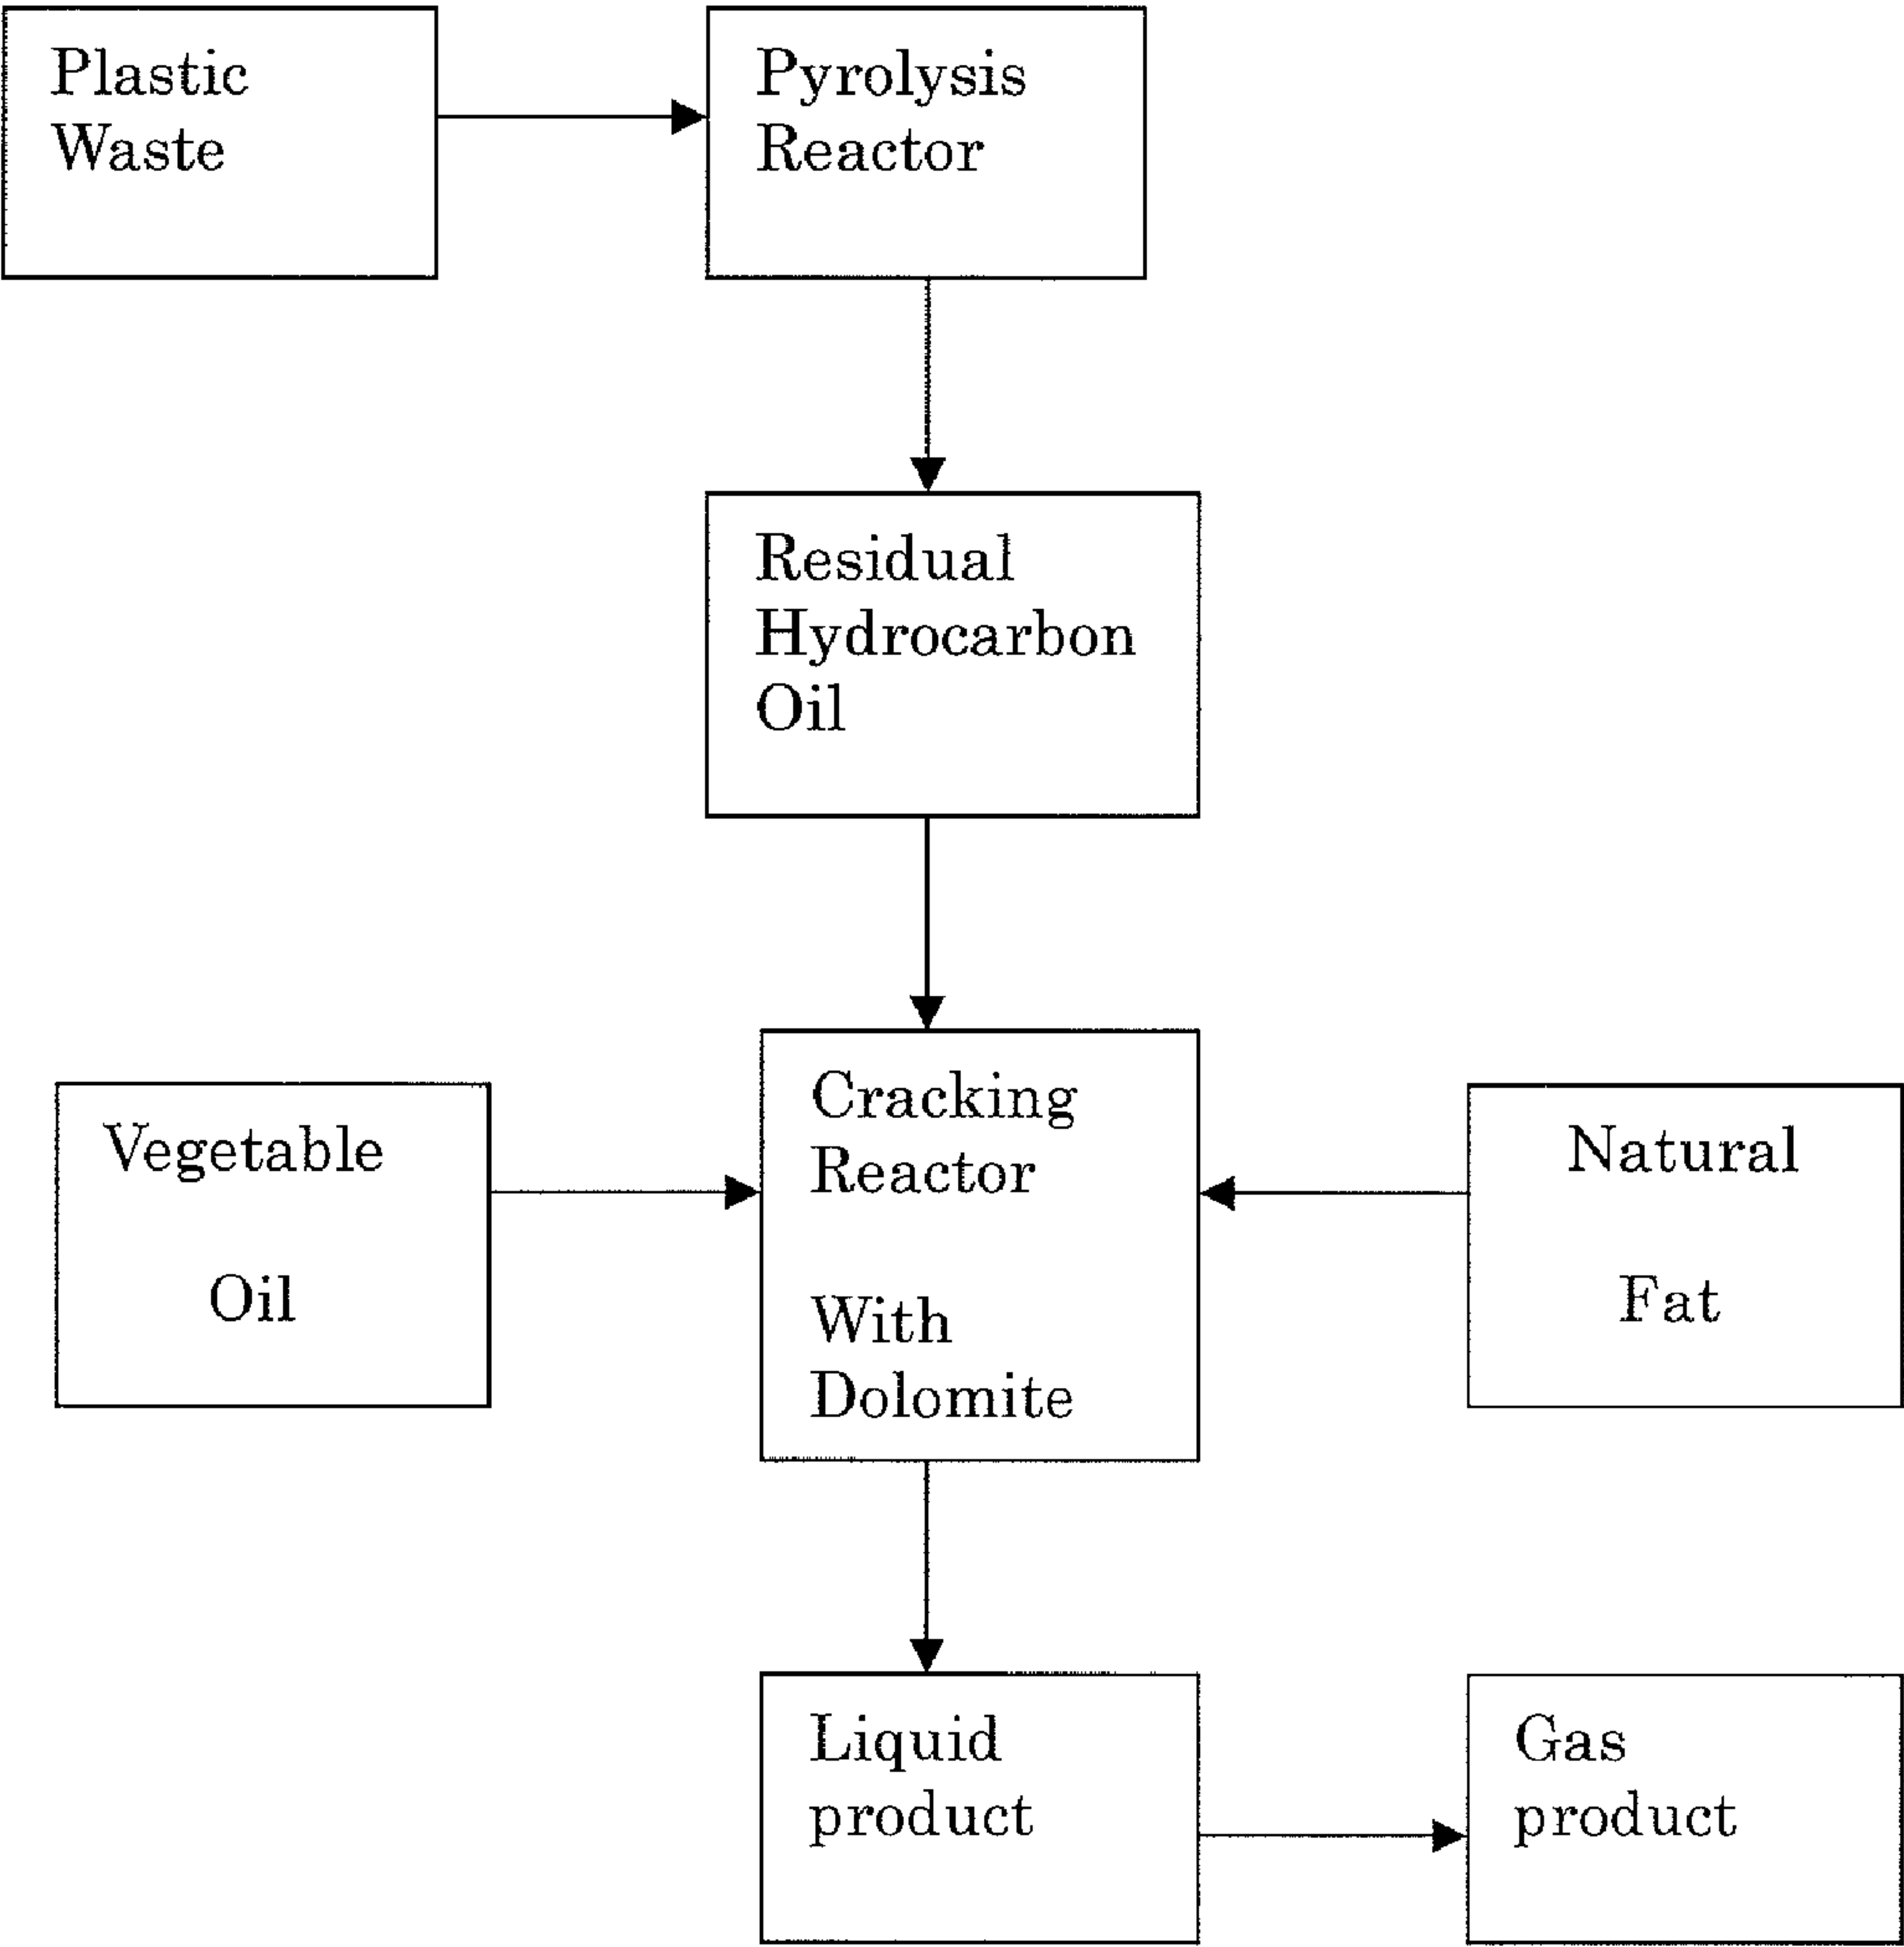 Plastic
Waste
Pyrolysis
Reactor
Residual
Hydrocarbon
Oil
Vegetable
Oil
Cracking
Reactor
With
Dolomite
Natural
Fat
Liquid
product
Gas
product